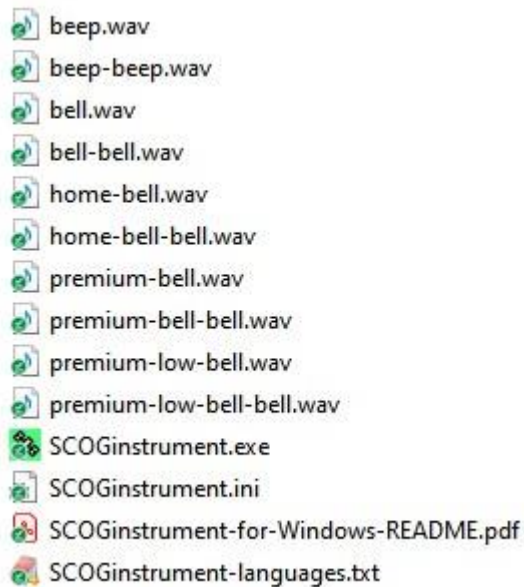 beep.wav
beep-beep.wav
bell.wav
bell-bell.wav
home-bell.wav
home-bell-bell.wav
premium-bell.wav
premium-bell-bell.wav
premium-low-bell.wav
premium-low-bell-bell.wav
SCOGinstrument.exe
SCOGinstrument.ini
SCOGinstrument-for-Windows-README.pdf
SCOGinstrument-languages.txt